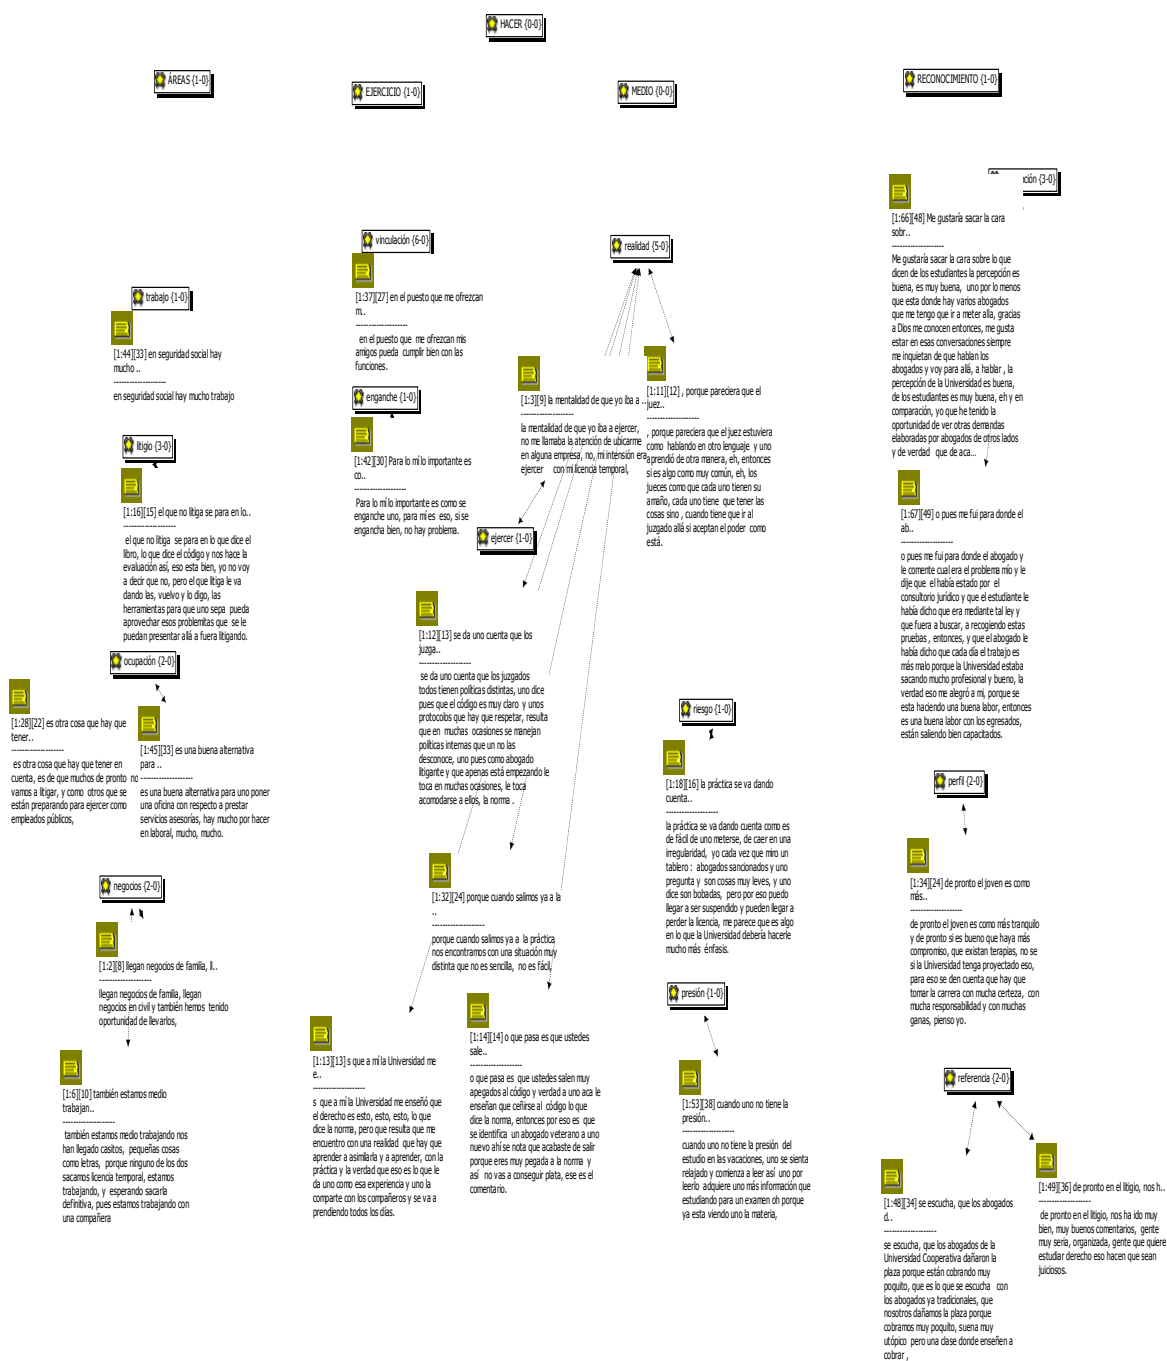 HACER {0-0}
ÁREAS {1-0}
EJERCICIO {1-0}
MEDIO {0-0}
RECONOCIMIENTO {1-0}
trabajo {1-0}
[1:44][33] en seguridad social hay
mucho ..
--------------------
en seguridad social hay mucho trabajo
litigio {3-0}
[1:16][15] el que no litiga se para en lo..
--------------------
el que no litiga se para en lo que dice el
libro, lo que dice el código y nos hace la
evaluación así, eso esta bien, yo no voy
a decir que no, pero el que litiga le va
dando las, vuelvo y lo digo, las
herramientas para que uno sepa pueda
aprovechar esos problemitas que se le
puedan presentar allá a fuera litigando.
ocupación {2-0}
[1:28][22] es otra cosa que hay que
tener..
--------------------
es otra cosa que hay que tener en
cuenta, es de que muchos de pronto no
vamos a litigar, y como otros que se
están preparando para ejercer como
empleados públicos,
[1:45][33] es una buena alternativa
para ..
--------------------
es una buena alternativa para uno poner
una oficina con respecto a prestar
servicios asesorías, hay mucho por hacer
en laboral, mucho, mucho.
negocios {2-0}
[1:2][8] llegan negocios de familia, ll..
--------------------
llegan negocios de familia, llegan
negocios en civil y también hemos tenido
oportunidad de llevarlos,
[1:6][10] también estamos medio
trabajan..
--------------------
también estamos medio trabajando nos
han llegado casitos, pequeñas cosas
como letras, porque ninguno de los dos
sacamos licencia temporal, estamos
trabajando, y esperando sacarla
definitiva, pues estamos trabajando con
una compañera
vinculación {6-0}
[1:37][27] en el puesto que me ofrezcan
m..
--------------------
en el puesto que me ofrezcan mis
amigos pueda cumplir bien con las
funciones.
enganche {1-0}
[1:42][30] Para lo mí lo importante es
co..
--------------------
Para lo mí lo importante es como se
enganche uno, para mí es eso, si se
engancha bien, no hay problema.
realidad {5-0}
[1:3][9] la mentalidad de que yo iba a ..
--------------------
la mentalidad de que yo iba a ejercer,
no me llamaba la atención de ubicarme
en alguna empresa, no, mi intensión era
ejercer con mi licencia temporal,
[1:11][12] , porque pareciera que el
juez..
--------------------
, porque pareciera que el juez estuviera
como hablando en otro lenguaje y uno
aprendió de otra manera, eh, entonces
si es algo como muy común, eh, los
jueces como que cada uno tienen su
amaño, cada uno tiene que tener las
cosas sino , cuando tiene que ir al
juzgado allá si aceptan el poder como
está.
ejercer {1-0}
[1:12][13] se da uno cuenta que los
juzga..
--------------------
se da uno cuenta que los juzgados
todos tienen políticas distintas, uno dice
pues que el código es muy claro y unos
protocolos que hay que respetar, resulta
que en muchas ocasiones se manejan
políticas internas que un no las
desconoce, uno pues como abogado
litigante y que apenas está empezando le
toca en muchas ocasiones, le toca
acomodarse a ellos, la norma .
[1:32][24] porque cuando salimos ya a la
..
--------------------
porque cuando salimos ya a la práctica
nos encontramos con una situación muy
distinta que no es sencilla, no es fácil,
[1:13][13] s que a mí la Universidad me
e..
--------------------
s que a mí la Universidad me enseñó que
el derecho es esto, esto, esto, lo que
dice la norma, pero que resulta que me
encuentro con una realidad que hay que
aprender a asimilarla y a aprender, con la
práctica y la verdad que eso es lo que le
da uno como esa experiencia y uno la
comparte con los compañeros y se va a
prendiendo todos los días.
[1:14][14] o que pasa es que ustedes
sale..
--------------------
o que pasa es que ustedes salen muy
apegados al código y verdad a uno aca le
enseñan que ceñirse al código lo que
dice la norma, entonces por eso es que
se identifica un abogado veterano a uno
nuevo ahí se nota que acabaste de salir
porque eres muy pegada a la norma y
así no vas a conseguir plata, ese es el
comentario.
riesgo {1-0}
[1:18][16] la práctica se va dando
cuenta..
--------------------
la práctica se va dando cuenta como es
de fácil de uno meterse, de caer en una
irregularidad, yo cada vez que miro un
tablero : abogados sancionados y uno
pregunta y son cosas muy leves, y uno
dice son bobadas, pero por eso puedo
llegar a ser suspendido y pueden llegar a
perder la licencia, me parece que es algo
en lo que la Universidad debería hacerle
mucho más énfasis.
presión {1-0}
[1:53][38] cuando uno no tiene la
presión..
--------------------
cuando uno no tiene la presión del
estudio en las vacaciones, uno se sienta
relajado y comienza a leer así uno por
leerlo adquiere uno más información que
estudiando para un examen oh porque
ya esta viendo uno la materia,
ción {3-0}
[1:66][48] Me gustaría sacar la cara
sobr..
--------------------
Me gustaría sacar la cara sobre lo que
dicen de los estudiantes la percepción es
buena, es muy buena, uno por lo menos
que esta donde hay varios abogados
que me tengo que ir a meter alla, gracias
a Dios me conocen entonces, me gusta
estar en esas conversaciones siempre
me inquietan de que hablan los
abogados y voy para allá, a hablar , la
percepción de la Universidad es buena,
de los estudiantes es muy buena, eh y en
comparación, yo que he tenido la
oportunidad de ver otras demandas
elaboradas por abogados de otros lados
y de verdad que de aca...
[1:67][49] o pues me fui para donde el
ab..
--------------------
o pues me fui para donde el abogado y
le comente cual era el problema mío y le
dije que el había estado por el
consultorio jurídico y que el estudiante le
había dicho que era mediante tal ley y
que fuera a buscar, a recogiendo estas
pruebas , entonces, y que el abogado le
había dicho que cada día el trabajo es
más malo porque la Universidad estaba
sacando mucho profesional y bueno, la
verdad eso me alegró a mi, porque se
esta haciendo una buena labor, entonces
es una buena labor con los egresados,
están saliendo bien capacitados.
perfil {2-0}
[1:34][24] de pronto el joven es como
más..
--------------------
de pronto el joven es como más tranquilo
y de pronto si es bueno que haya más
compromiso, que existan terapias, no se
si la Universidad tenga proyectado eso,
para eso se den cuenta que hay que
tomar la carrera con mucha certeza, con
mucha responsabilidad y con muchas
ganas, pienso yo.
referencia {2-0}
[1:48][34] se escucha, que los abogados
d..
--------------------
se escucha, que los abogados de la
Universidad Cooperativa dañaron la
plaza porque están cobrando muy
poquito, que es lo que se escucha con
los abogados ya tradicionales, que
nosotros dañamos la plaza porque
cobramos muy poquito, suena muy
utópico pero una clase donde enseñen a
cobrar ,
[1:49][36] de pronto en el litigio, nos h..
--------------------
de pronto en el litigio, nos ha ido muy
bien, muy buenos comentarios, gente
muy seria, organizada, gente que quiere
estudiar derecho eso hacen que sean
juiciosos.